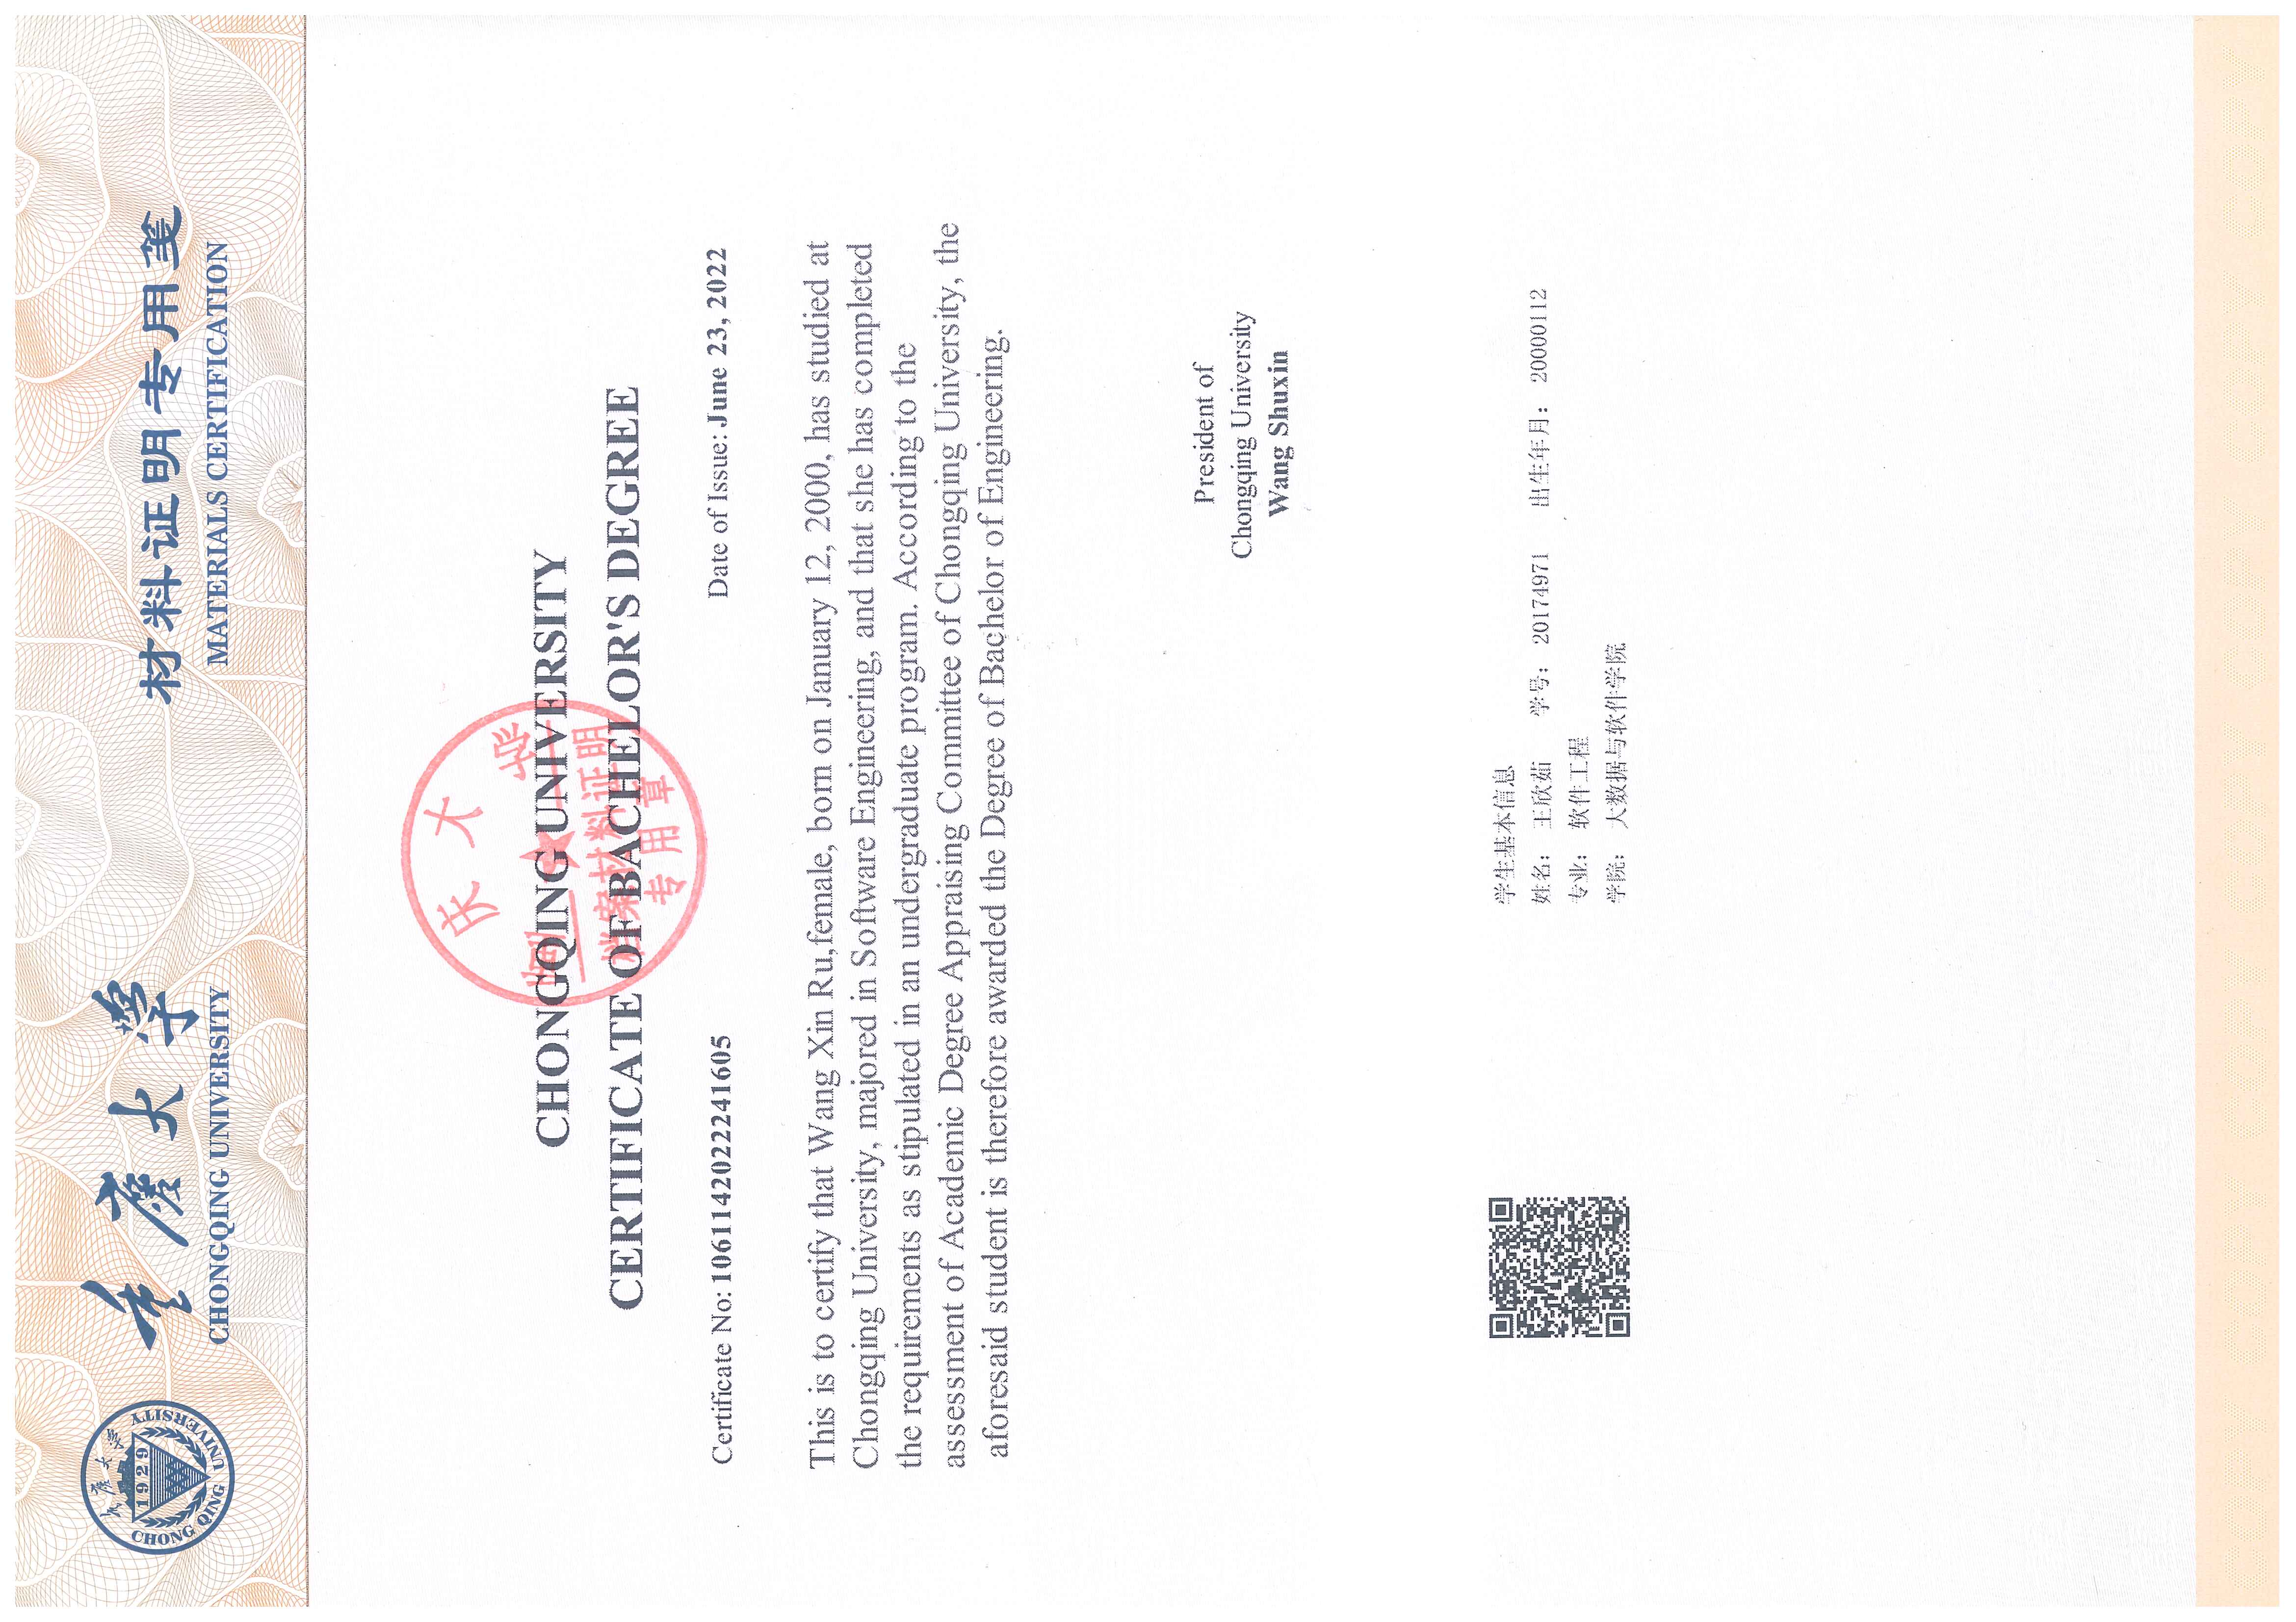 重慶大學
CHONGQING UNIVERSITY
材料证明专用笺
MATERIALS CERTIFICATION
重慶大學
1929
CHONG QING UNIVERSITY
重庆大学
档案材料证明
专用章
CHONGQING UNIVERSITY
CERTIFICATE OF BACHELOR'S DEGREE
Certificate No: 1061142022241605
Date of Issue: June 23, 2022
This is to certify that Wang Xin Ru,female, born on January 12, 2000, has studied at
Chongqing University, majored in Software Engineering, and that she has completed
the requirements as stipulated in an undergraduate program. According to the
assessment of Academic Degree Appraising Committee of Chongqing University, the
aforesaid student is therefore awarded the Degree of Bachelor of Engineering.
President of
Chongqing University
Wang Shuxin
学生基本信息
姓名： 王欣茹 学号： 20174971 出生年月： 20000112
专业： 软件工程
学院： 大数据与软件学院